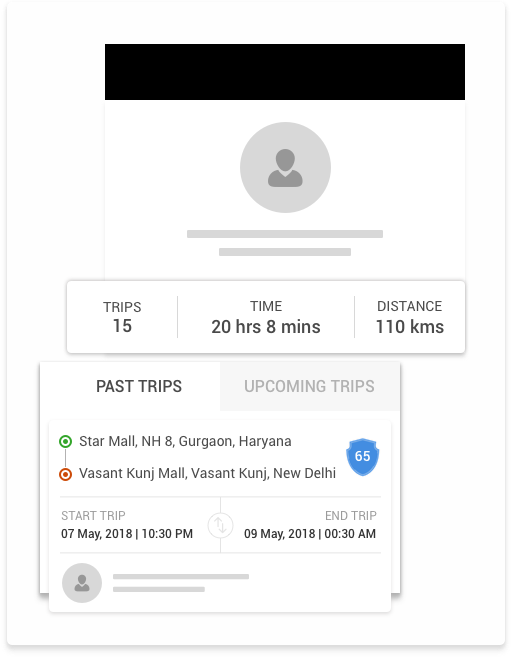 TRIPS
15
TIME
20 hrs 8 mins
DISTANCE
110 kms
PAST TRIPS
UPCOMING TRIPS
Star Mall, NH 8, Gurgaon, Haryana
65
Vasant Kunj Mall, Vasant Kunj, New Delhi
START TRIP
07 May, 2018 | 10:30 PM
END TRIP
09 May, 2018 | 00:30 AM